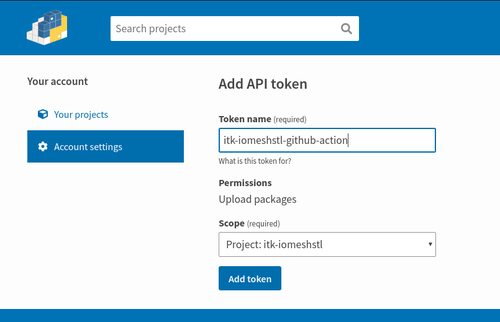 Search projects
Your account
Your projects
Account settings
Add API token
Token name (required)
itk-iomeshstl-github-action
What is this token for?
Permissions
Upload packages
Scope (required)
Project: itk-iomeshstl
Add token